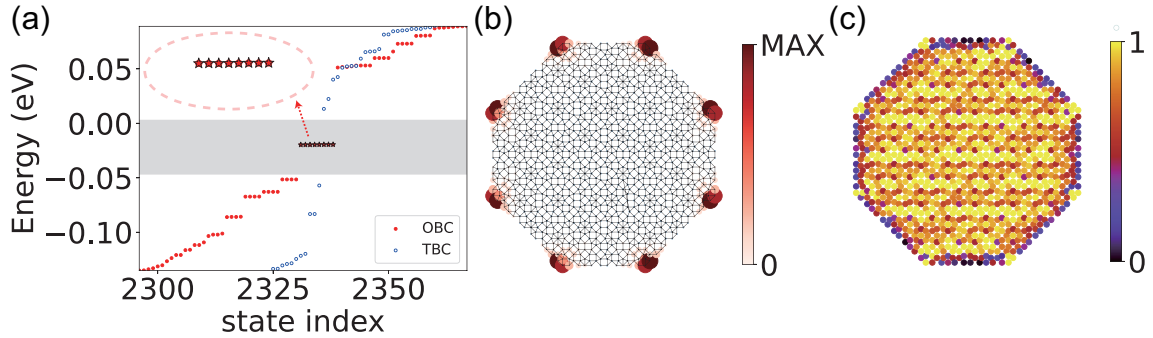 (a)
Energy (eV)
0.05
0.00
−0.05
−0.10
2300
2325
2350
state index
OBC
TBC
(b)
MAX
0
(c)
1
0